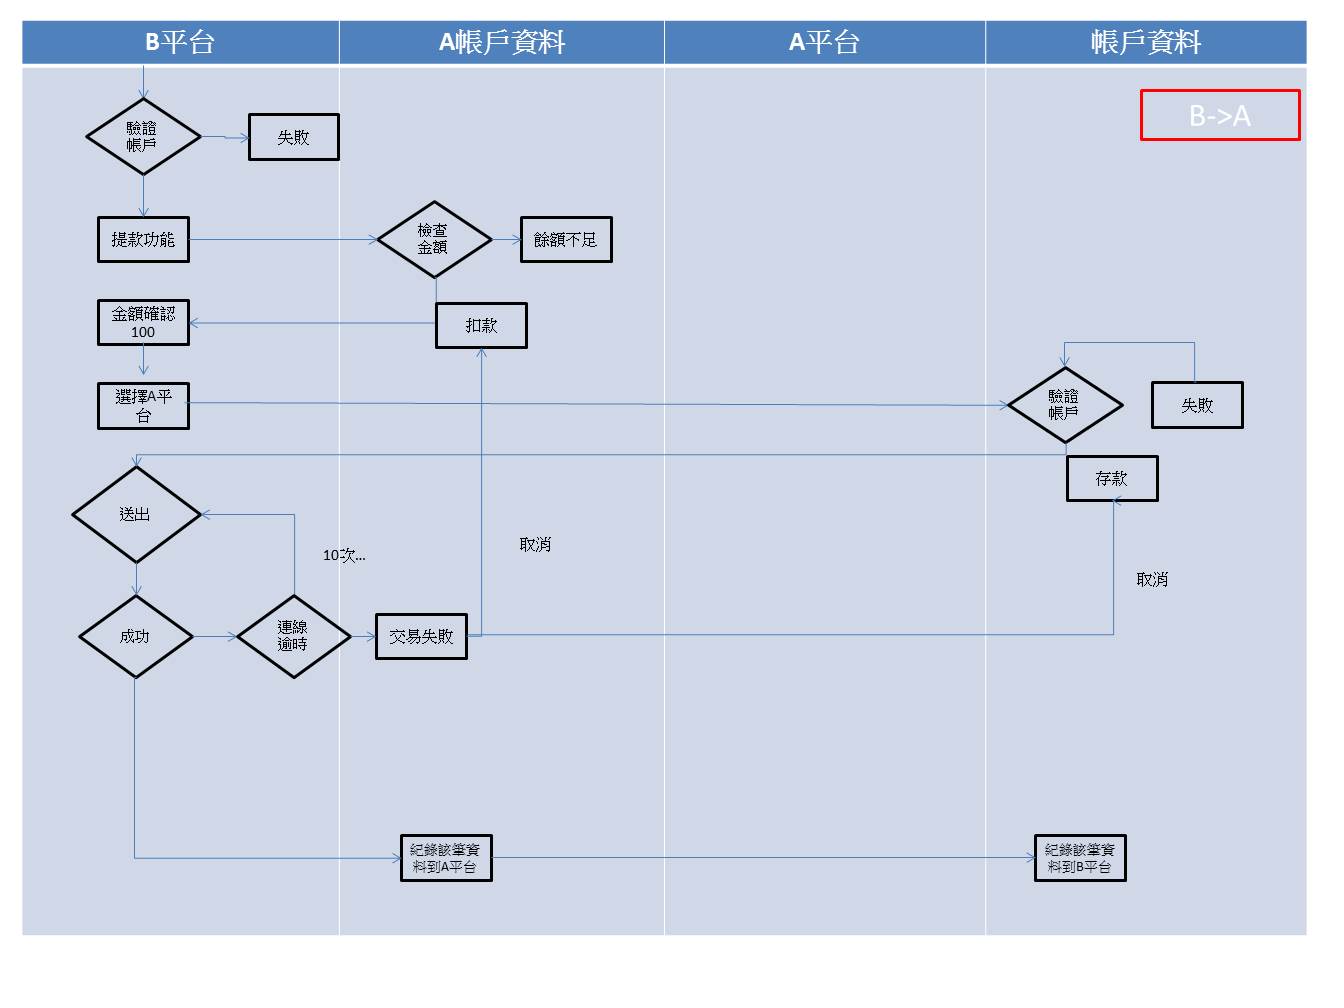 B平台
A帳戶資料
A平台
帳戶資料
B->A
驗證
帳戶
失敗
提款功能
檢查
金額
餘額不足
金額確認
100
扣款
選擇A平
台
驗證
帳戶
失敗
存款
送出
10次...
取消
取消
成功
連線
逾時
交易失敗
紀錄該筆資
料到A平台
紀錄該筆資
料到B平台